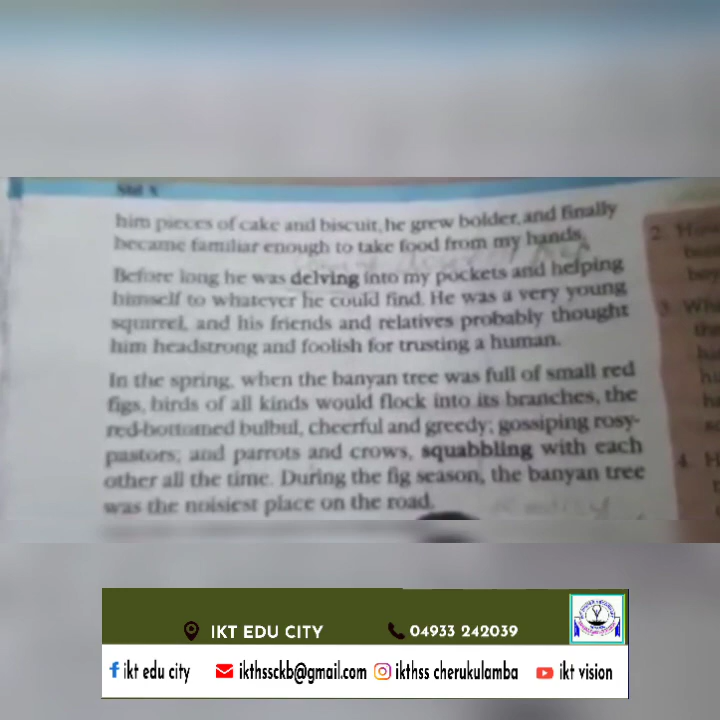 Std X
him pieces of cake and biscuit, he grew bolder, and finally
became familiar enough to take food from my hands.
Before long he was delving into my pockets and helping
himself to whatever he could find. He was a very young
squirrel, and his friends and relatives probably thought
him headstrong and foolish for trusting a human.
In the spring, when the banyan tree was full of small red
figs, birds of all kinds would flock into its branches, the
red-bottomed bulbul, cheerful and greedy; gossiping rosy-
pastors; and parrots and crows, squabbling with each
other all the time. During the fig season, the banyan tree
was the noisiest place on the road.
2.
3.
4.
IKT EDU CITY 04933 242039
ikt edu city ikthssckb@gmail.com ikthss cherukulamba ikt vision